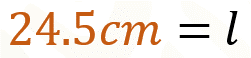 24.5cm = l